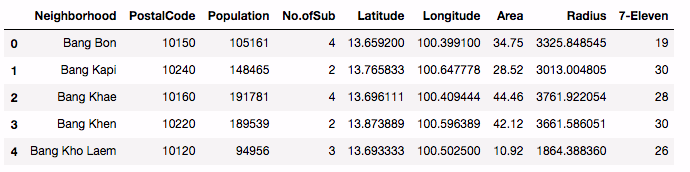 Neighborhood PostalCode Population No.ofSub Latitude Longitude Area Radius 7-Eleven
0 Bang Bon 10150 105161 4 13.659200 100.399100 34.75 3325.848545 19
1 Bang Kapi 10240 148465 2 13.765833 100.647778 28.52 3013.004805 30
2 Bang Khae 10160 191781 4 13.696111 100.409444 44.46 3761.922054 28
3 Bang Khen 10220 189539 2 13.873889 100.596389 42.12 3661.586051 30
4 Bang Kho Laem 10120 94956 3 13.693333 100.502500 10.92 1864.388360 26